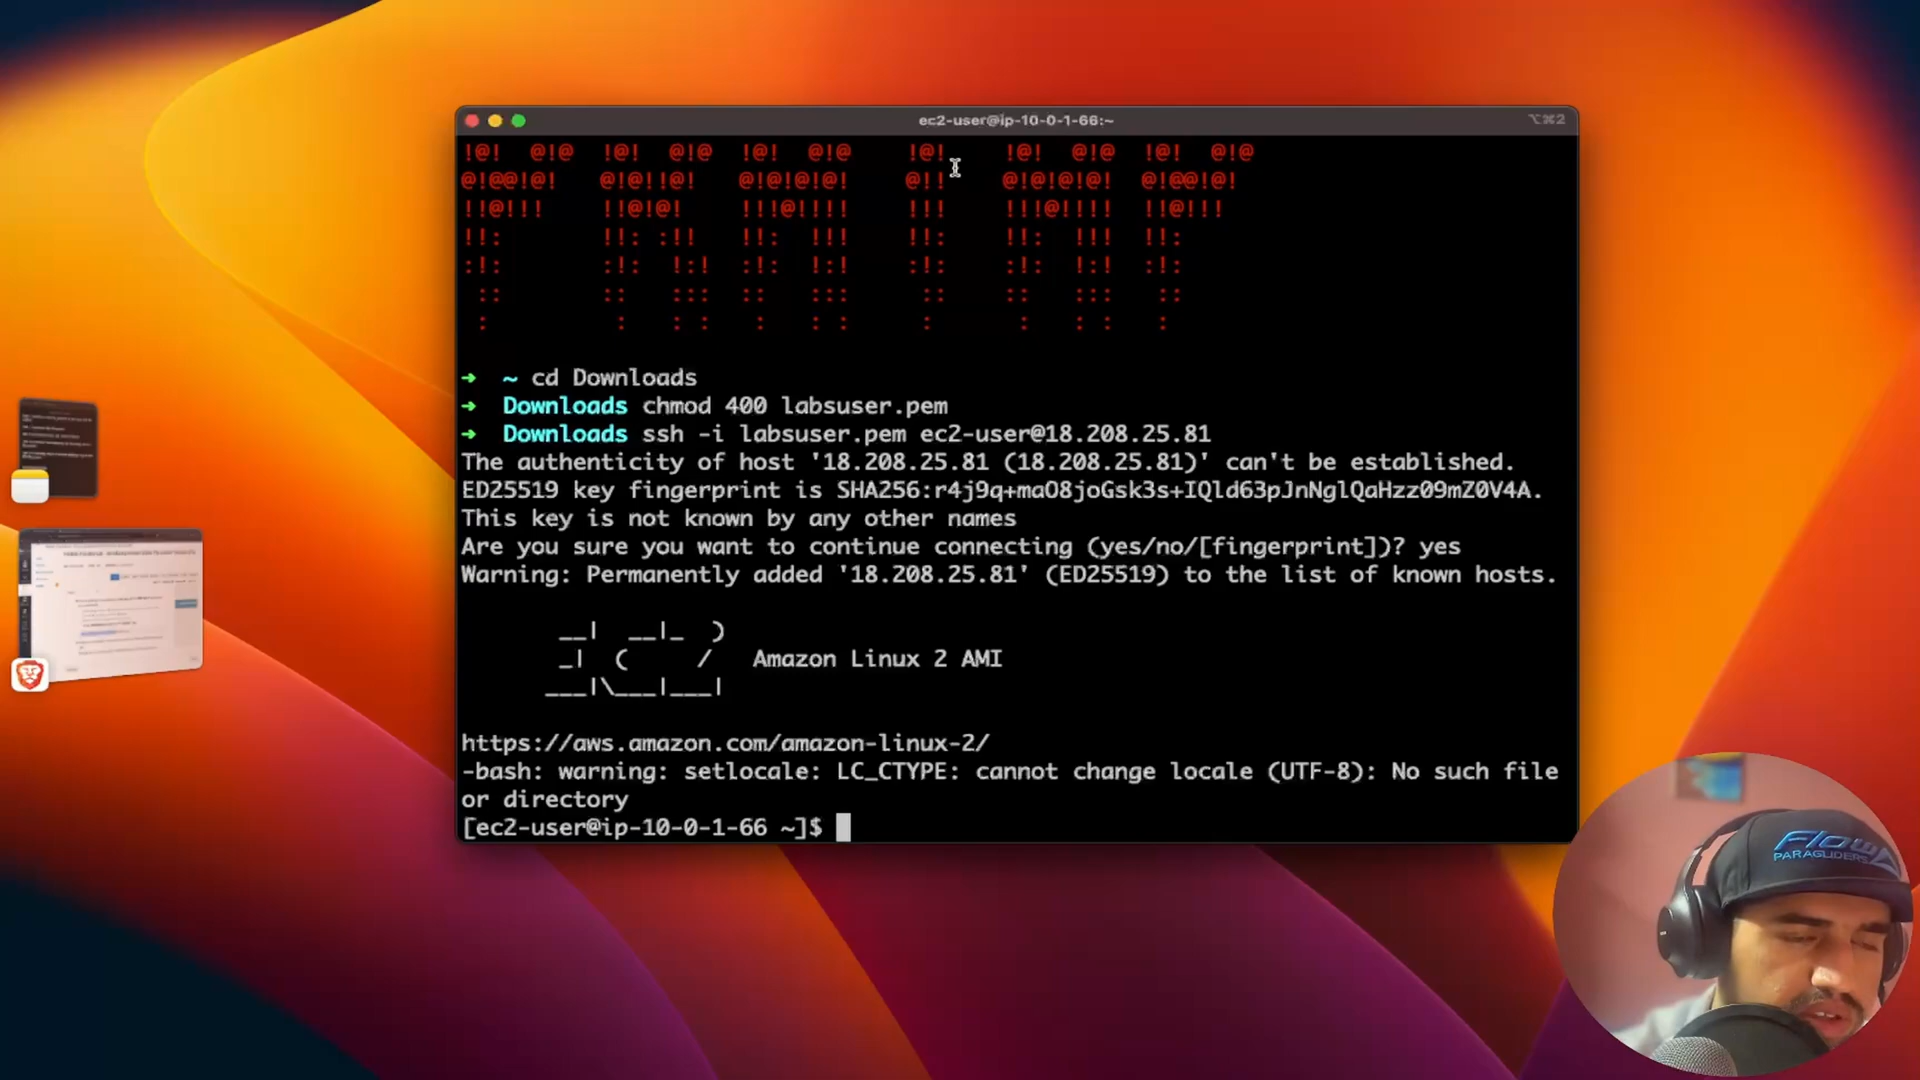 ec2-user@ip-10-0-1-66:~
⌥⌘2
!@!  @!@  !@!  @!@  !@!  @!@    !@!    !@!  @!@  !@!  @!@
@!@@!@!   @!@!!@!   @!@!@!@!    @!!    @!@!@!@!  @!@@!@!
!!@!!!    !!@!@!    !!!@!!!!    !!!    !!!@!!!!  !!@!!!
!!:       !!: :!!   !!:  !!!    !!:    !!:  !!!  !!:
:!:       :!:  !:!  :!:  !:!    :!:    :!:  !:!  :!:
::       ::   :::  ::   :::     ::    ::   :::   ::
:         :   : :   :   : :     :      :   : :   :
➜  ~ cd Downloads
➜  Downloads chmod 400 labsuser.pem
➜  Downloads ssh -i labsuser.pem ec2-user@18.208.25.81
The authenticity of host '18.208.25.81 (18.208.25.81)' can't be established.
ED25519 key fingerprint is SHA256:r4j9q+maO8joGsk3s+IQld63pJnNglQaHzz09mZ0V4A.
This key is not known by any other names
Are you sure you want to continue connecting (yes/no/[fingerprint])? yes
Warning: Permanently added '18.208.25.81' (ED25519) to the list of known hosts.
__|  __|_  )
_|  (     /   Amazon Linux 2 AMI
___|\___|___|
https://aws.amazon.com/amazon-linux-2/
-bash: warning: setlocale: LC_CTYPE: cannot change locale (UTF-8): No such file
or directory
[ec2-user@ip-10-0-1-66 ~]$
FLOW
PARAGLIDERS